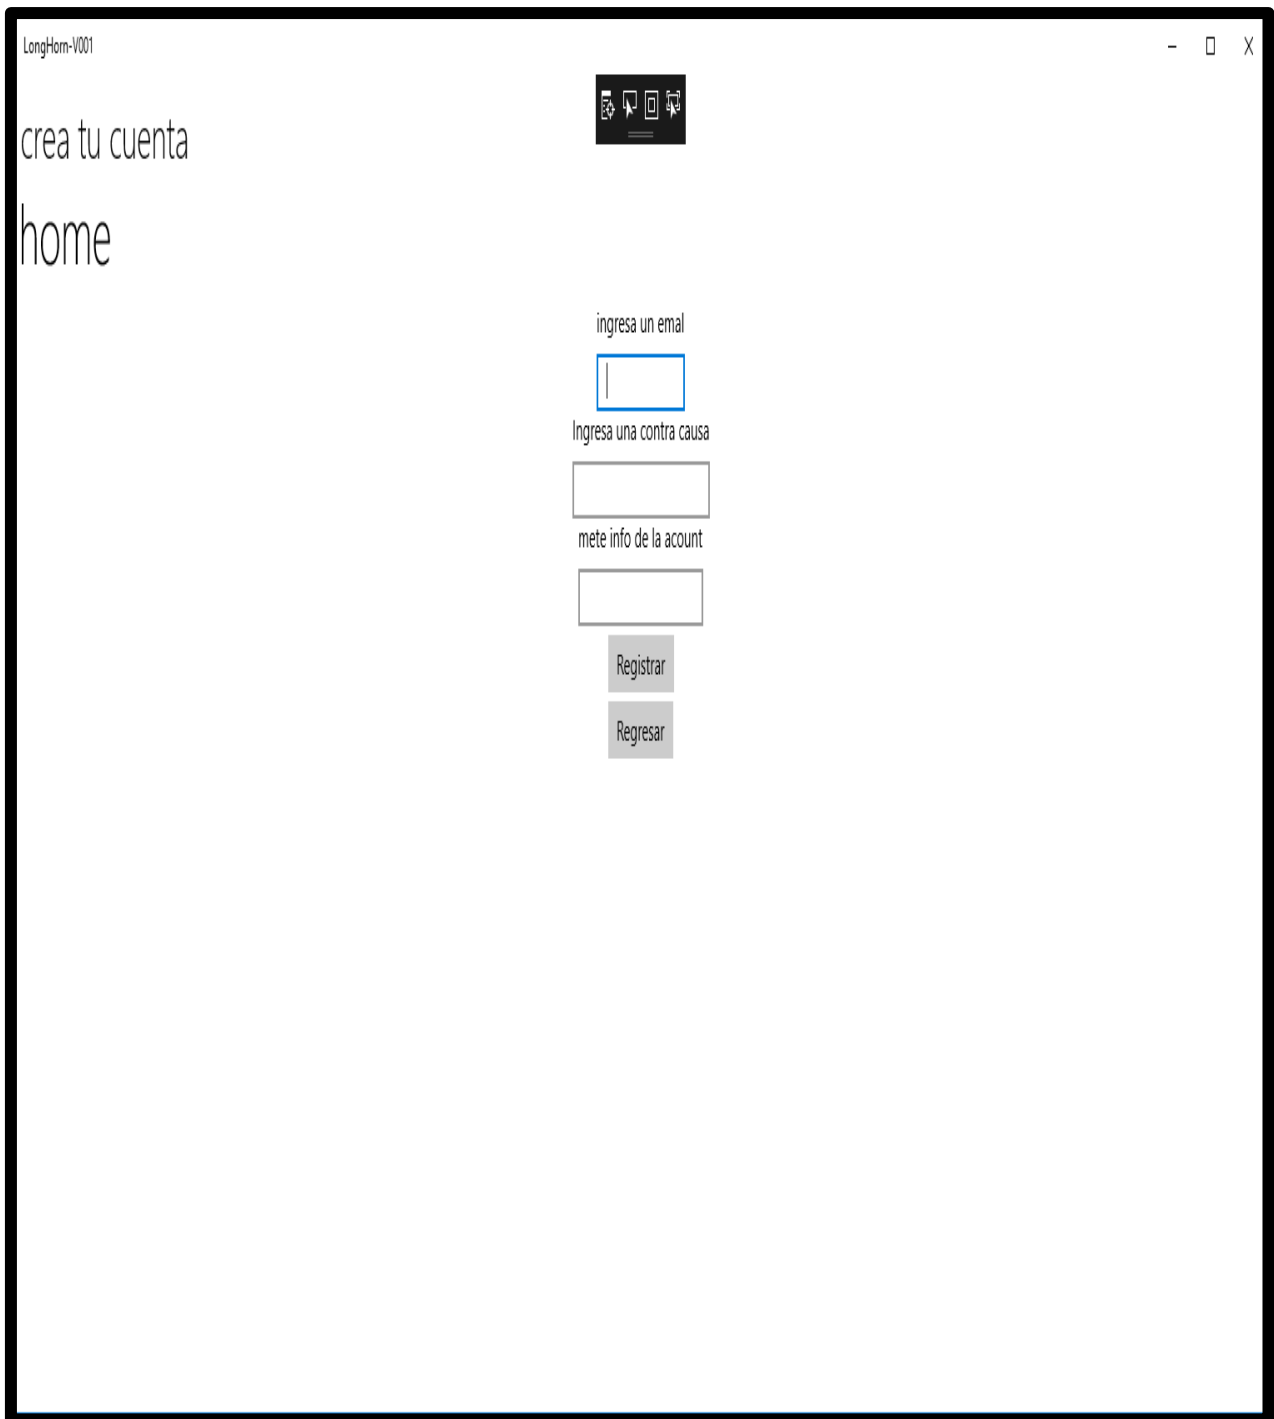 LongHorn-V001
crea tu cuenta
home
ingresa un emal
Ingresa una contra causa
mete info de la acount
Registrar
Regresar